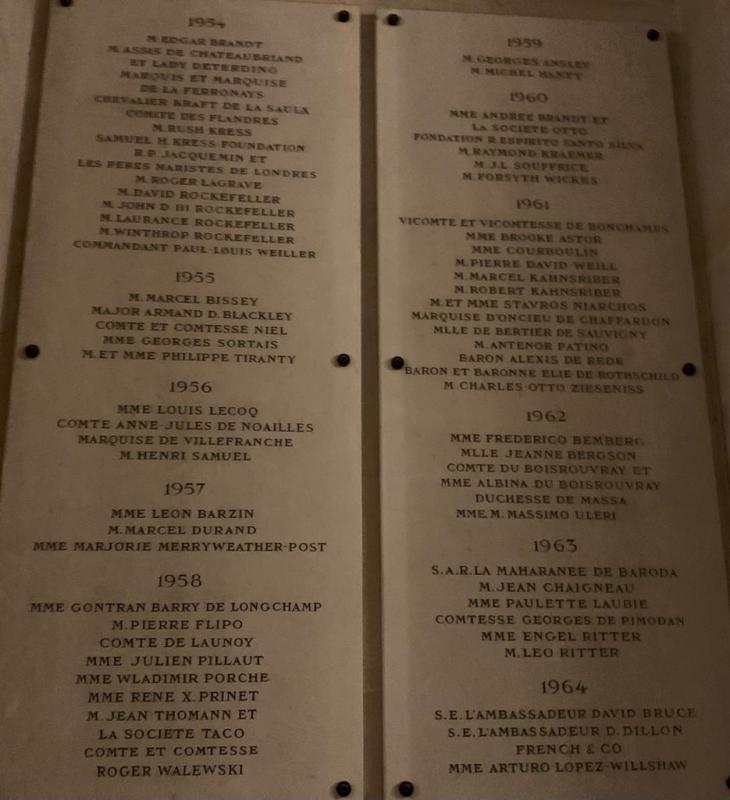 1954
M. EDGAR BRANDT
M. ASSIS DE CHATEAUBRIAND
ET LADY DETERDING
MARQUIS ET MARQUISE
DE LA FERRONAYS
CHEVALIER KRAFT DE LA SAULX
COMITE DES FLANDRES
M. RUSH KRESS
SAMUEL H. KRESS FOUNDATION
R.P. JACQUEMIN ET
LES PERES MARISTES DE LONDRES
M. ROGER LAGRAVE
M. DAVID ROCKEFELLER
M. JOHN D III ROCKEFELLER
M. LAURANCE ROCKEFELLER
M. WINTHROP ROCKEFELLER
COMMANDANT PAUL-LOUIS WEILLER
1955
M. MARCEL BISSEY
MAJOR ARMAND D. BLACKLEY
COMTE ET COMTESSE NIEL
MME GEORGES SORTAIS
M. ET MME PHILIPPE TIRANTY
1956
MME LOUIS LECOQ
COMTE ANNE-JULES DE NOAILLES
MARQUISE DE VILLEFRANCHE
M. HENRI SAMUEL
1957
MME LEON BARZIN
M. MARCEL DURAND
MME MARJORIE MERRYWEATHER-POST
1958
MME GONTRAN BARRY DE LONGCHAMP
M. PIERRE FLIPO
COMTE DE LAUNOY
MME JULIEN PILLAUT
MME WLADIMIR PORCHE
MME RENE X. PRINET
M. JEAN THOMANN ET
LA SOCIETE TACO
COMTE ET COMTESSE
ROGER WALEWSKI
1959
M. GEORGES ANSLEY
M. MICHEL HANTY
1960
MME ANDREE BRANDT ET
LA SOCIETE OTTO
FONDATION R. ESPIRITO SANTO SILVA
M. RAYMOND KRAEMER
M. J.L. SOUFFRICE
M. FORSYTH WICKES
1961
VICOMTE ET VICOMTESSE DE BONCHAMPS
MME BROOKE ASTOR
MME COURBOULIN
M. PIERRE DAVID WEILL
M. MARCEL KAHNSRIBER
M. ROBERT KAHNSRIBER
M. ET MME STAVROS NIARCHOS
MARQUISE D'ONCIEU DE CHAFFARDON
MLLE DE BERTIER DE SAUVIGNY
M. ANTENOR PATINO
BARON ALEXIS DE REDE
BARON ET BARONNE ELIE DE ROTHSCHILD
M. CHARLES-OTTO ZIESENISS
1962
MME FREDERICO BEMBERG
MLLE JEANNE BERGSON
COMTE DU BOISROUVRAY ET
MME ALBINA DU BOISROUVRAY
DUCHESSE DE MASSA
MME M. MASSIMO ULERI
1963
S.A.R. LA MAHARANEE DE BARODA
M. JEAN CHAIGNEAU
MME PAULETTE LAUBIE
COMTESSE GEORGES DE PIMODAN
MME ENGEL RITTER
M. LEO RITTER
1964
S.E. L'AMBASSADEUR DAVID BRUCE
S.E. L'AMBASSADEUR D. DILLON
FRENCH & CO
MME ARTURO LOPEZ-WILLSHAW